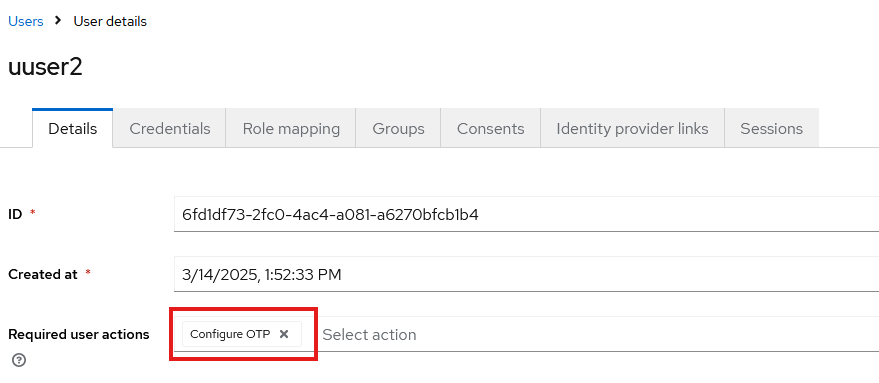 Users > User details
uuser2
Details Credentials Role mapping Groups Consents Identity provider links Sessions
ID * 6fd1df73-2fc0-4ac4-a081-a6270bfcb1b4
Created at * 3/14/2025, 1:52:33 PM
Required user actions Configure OTP × Select action
?